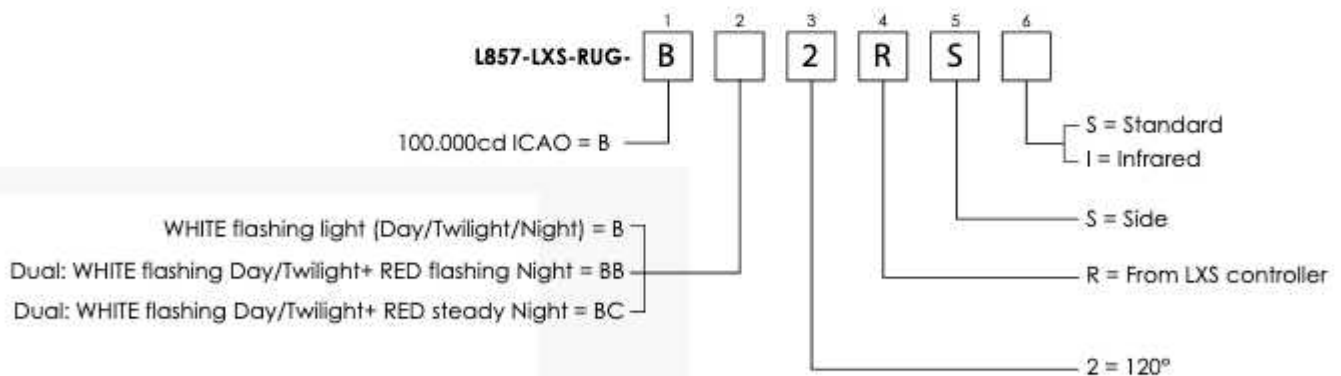 1 2 3 4 5 6
L857-LXS-RUG- B 2 R S
100.000cd ICAO = B
S = Standard
I = Infrared
WHITE flashing light (Day/Twilight/Night) = B
S = Side
Dual: WHITE flashing Day/Twilight+ RED flashing Night = BB
R = From LXS controller
Dual: WHITE flashing Day/Twilight+ RED steady Night = BC
2 = 120º